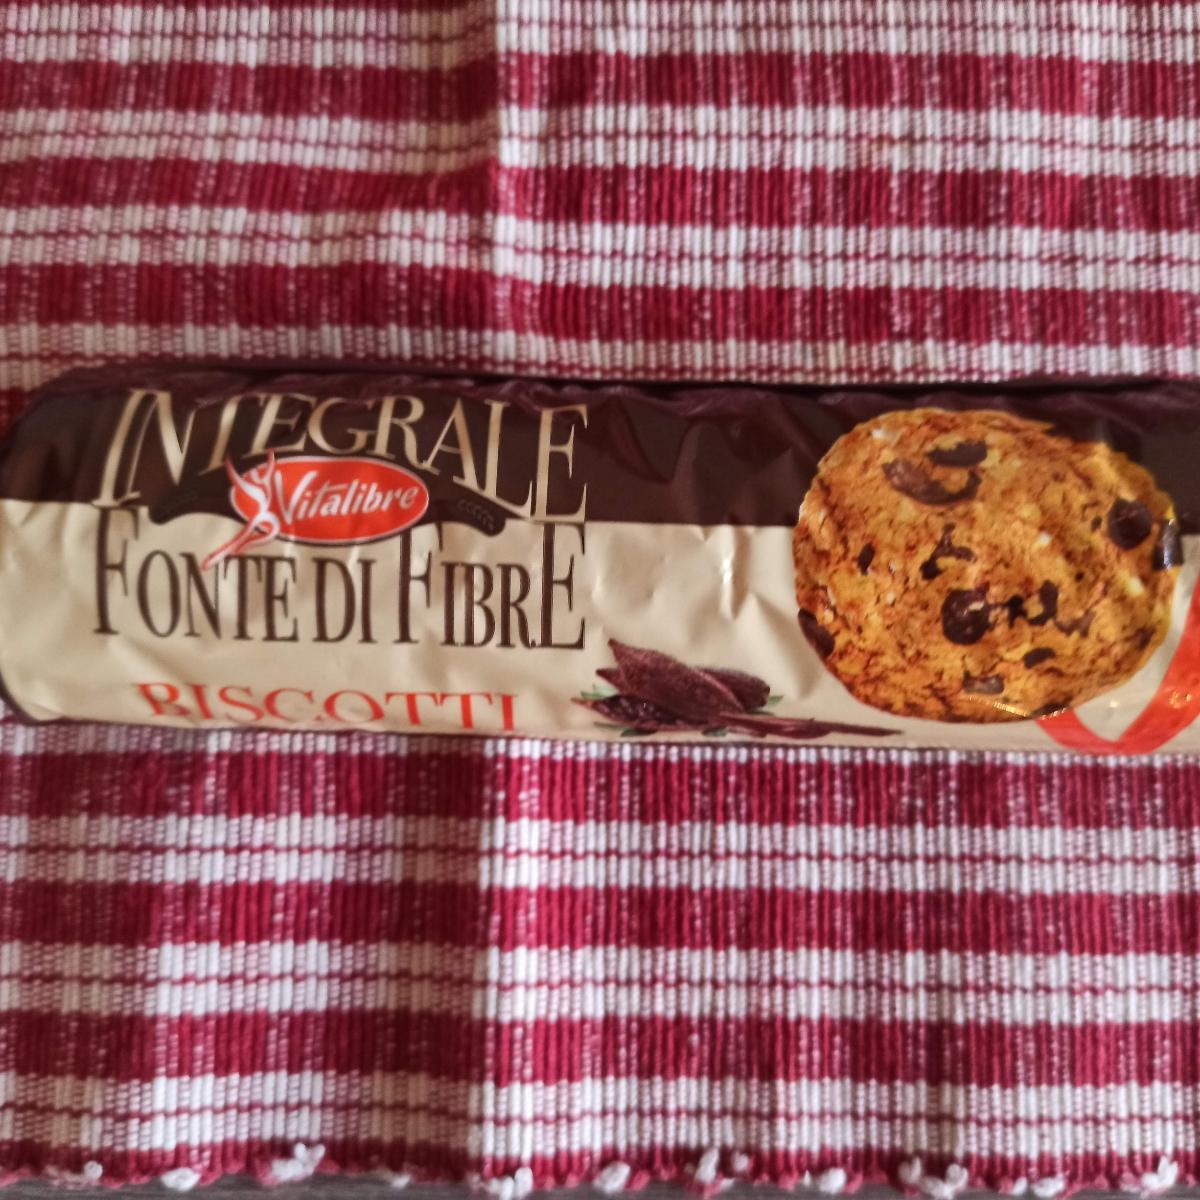 INTEGRALE
Vitalibre
FONTE DI FIBRE
BISCOTTI